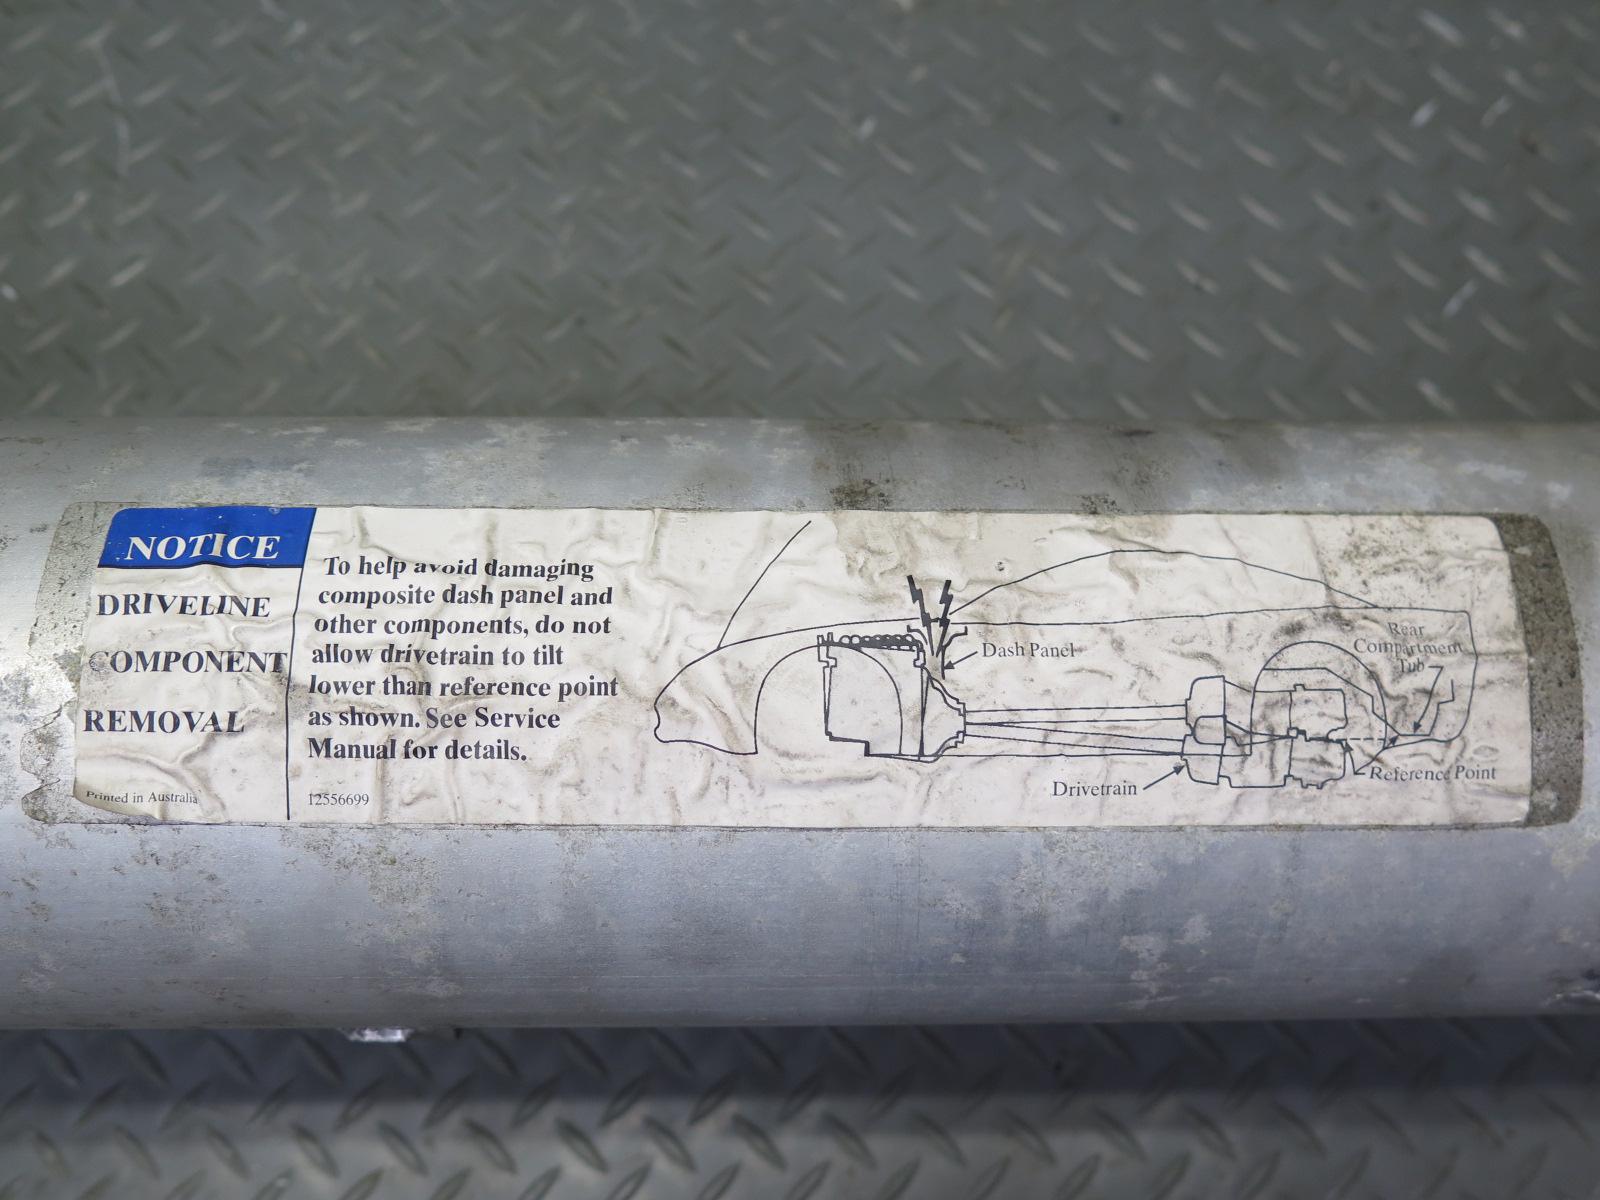 NOTICE
DRIVELINE
COMPONENT
REMOVAL
Printed in Australia
To help avoid damaging
composite dash panel and
other components, do not
allow drivetrain to tilt
lower than reference point
as shown. See Service
Manual for details.
12556699
Dash Panel
Rear
Compartment
Tub
Drivetrain
Reference Point